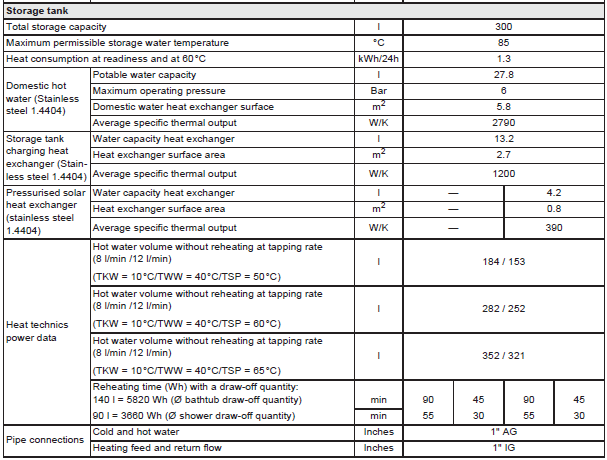 Storage tank
Total storage capacity l 300
Maximum permissible storage water temperature °C 85
Heat consumption at readiness and at 60°C kWh/24h 1.3
Domestic hot
water (Stainless
steel 1.4404)
Potable water capacity l 27.8
Maximum operating pressure Bar 6
Domestic water heat exchanger surface m2 5.8
Average specific thermal output W/K 2790
Storage tank
charging heat
exchanger (Stain-
less steel 1.4404)
Water capacity heat exchanger l 13.2
Heat exchanger surface area m2 2.7
Average specific thermal output W/K 1200
Pressurised solar
heat exchanger
(stainless steel
1.4404)
Water capacity heat exchanger l — 4.2
Heat exchanger surface area m2 — 0.8
Average specific thermal output W/K — 390
Heat technics
power data
Hot water volume without reheating at tapping rate
(8 l/min /12 l/min)
(TKW = 10°C/TWW = 40°C/TSP = 50°C)
l 184 / 153
Hot water volume without reheating at tapping rate
(8 l/min /12 l/min)
(TKW = 10°C/TWW = 40°C/TSP = 60°C)
l 282 / 252
Hot water volume without reheating at tapping rate
(8 l/min /12 l/min)
(TKW = 10°C/TWW = 40°C/TSP = 65°C)
l 352 / 321
Reheating time (Wh) with a draw-off quantity:
140 l = 5820 Wh (Ø bathtub draw-off quantity) min 90 45 90 45
90 l = 3660 Wh (Ø shower draw-off quantity) min 55 30 55 30
Pipe connections
Cold and hot water Inches 1" AG
Heating feed and return flow Inches 1" IG